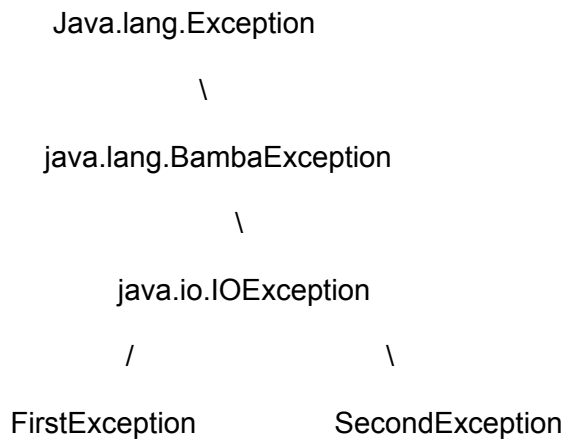 Java.lang.Exception
\
java.lang.BambaException
\
java.io.IOException
/ \
FirstException SecondException